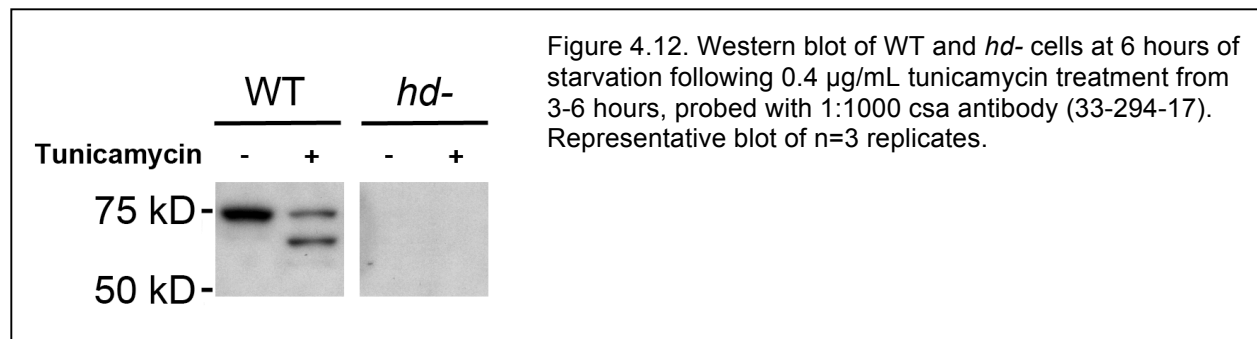 Figure 4.12. Western blot of WT and hd- cells at 6 hours of
starvation following 0.4 µg/mL tunicamycin treatment from
3-6 hours, probed with 1:1000 csa antibody (33-294-17).
Representative blot of n=3 replicates.
WT hd-
Tunicamycin - + - +
75 kD-
50 kD-